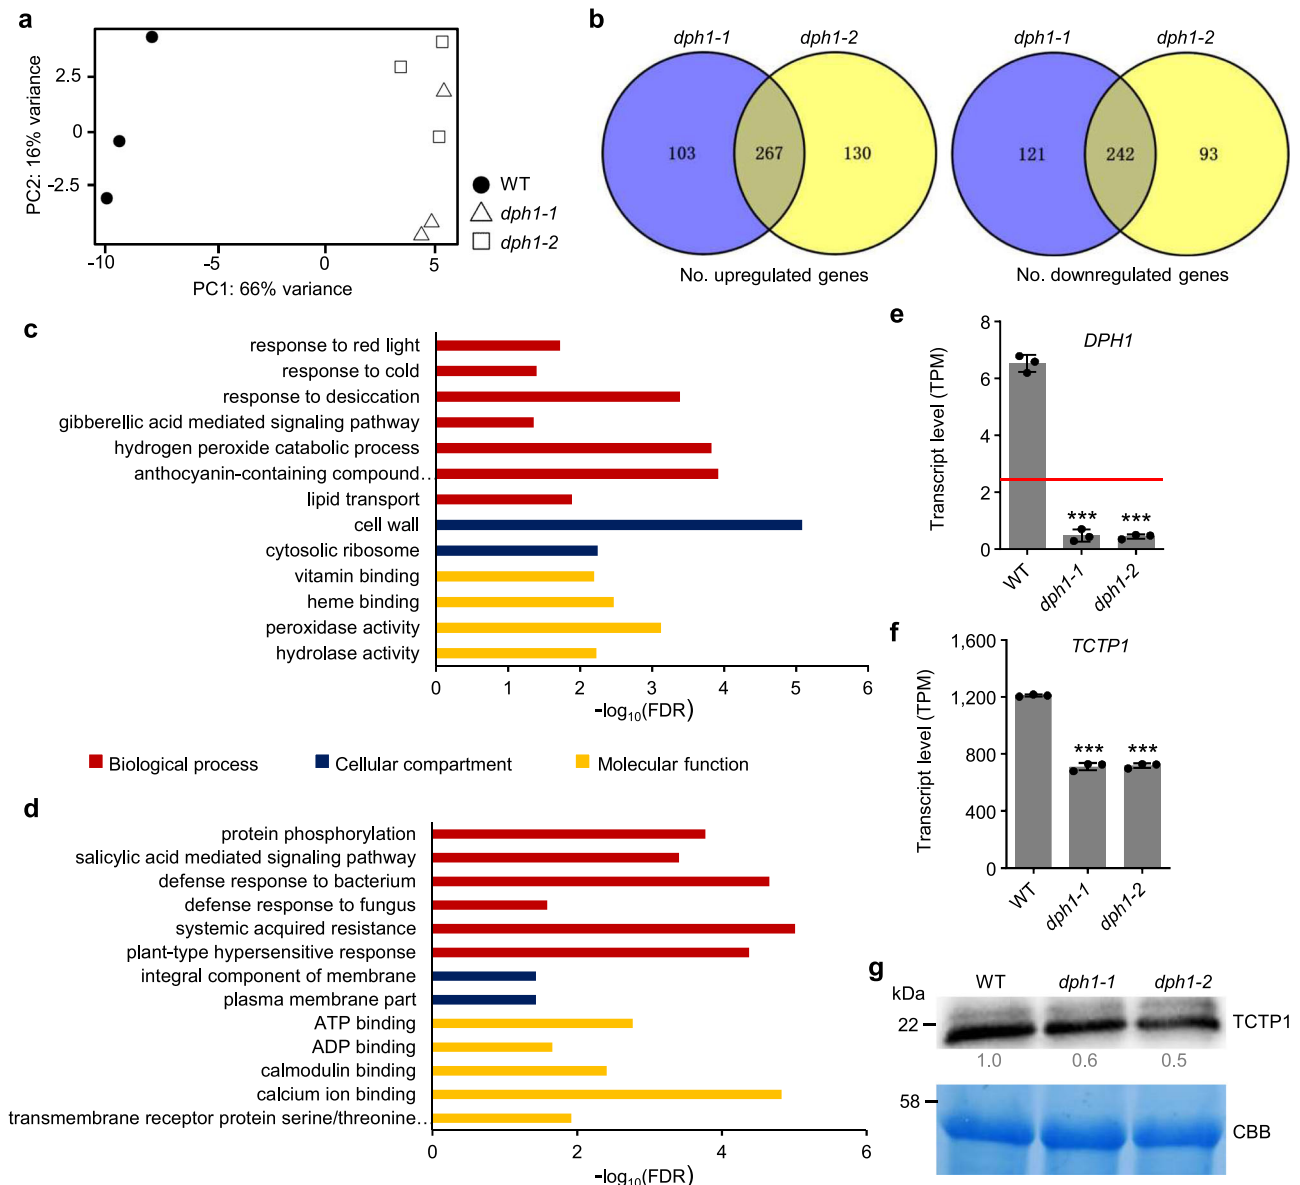 a
PC2: 16% variance
2.5
0
-2.5
-10
-5
0
5
PC1: 66% variance
WT
dph1-1
dph1-2
b
dph1-1
dph1-2
103
267
130
No. upregulated genes
dph1-1
dph1-2
121
242
93
No. downregulated genes
c
response to red light
response to cold
response to desiccation
gibberellic acid mediated signaling pathway
hydrogen peroxide catabolic process
anthocyanin-containing compound…
lipid transport
cell wall
cytosolic ribosome
vitamin binding
heme binding
peroxidase activity
hydrolase activity
0 1 2 3 4 5 6
-log10(FDR)
Biological process
Cellular compartment
Molecular function
d
protein phosphorylation
salicylic acid mediated signaling pathway
defense response to bacterium
defense response to fungus
systemic acquired resistance
plant-type hypersensitive response
integral component of membrane
plasma membrane part
ATP binding
ADP binding
calmodulin binding
calcium ion binding
transmembrane receptor protein serine/threonine…
0 2 4 6
-log10(FDR)
e
DPH1
Transcript level (TPM)
8
6
4
2
0
***
***
WT
dph1-1
dph1-2
f
TCTP1
Transcript level (TPM)
1,600
1,200
800
400
0
***
***
WT
dph1-1
dph1-2
g
WT dph1-1 dph1-2
kDa
22
TCTP1
1.0 0.6 0.5
58
CBB